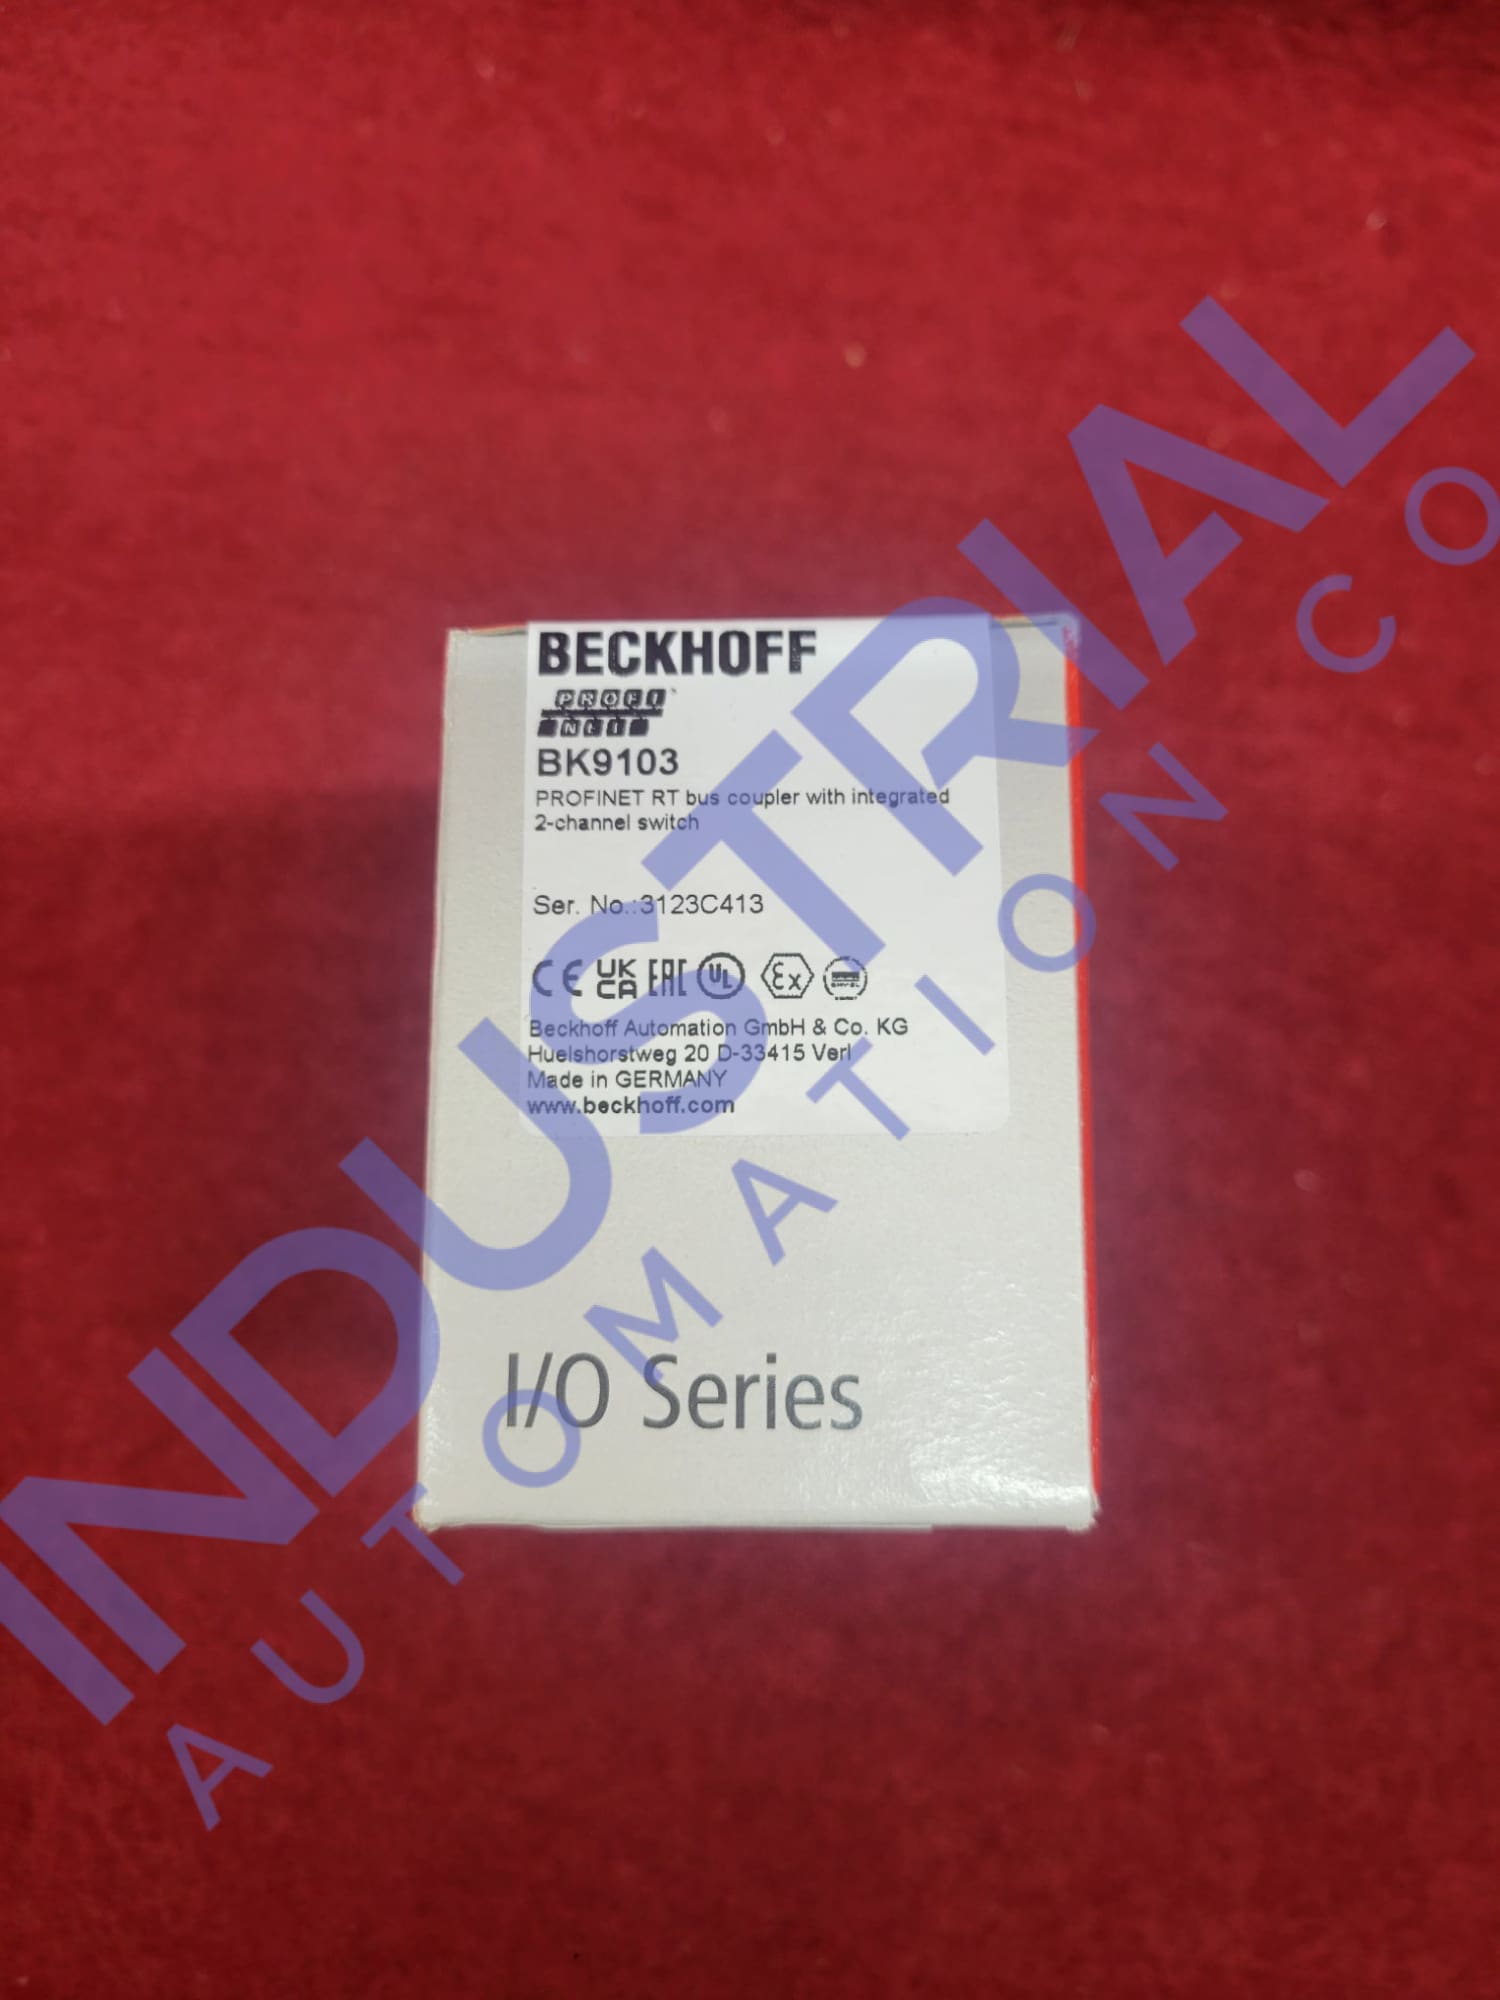 BECKHOFF
PROFI
NET
BK9103
PROFINET RT bus coupler with integrated
2-channel switch
Ser. No.:3123C413
CE UK CA EAC UL Ex
Beckhoff Automation GmbH & Co. KG
Huelshorstweg 20 D-33415 Verl
Made in GERMANY
www.beckhoff.com
I/O Series
INDUSTRIAL
AUTOMATION CO